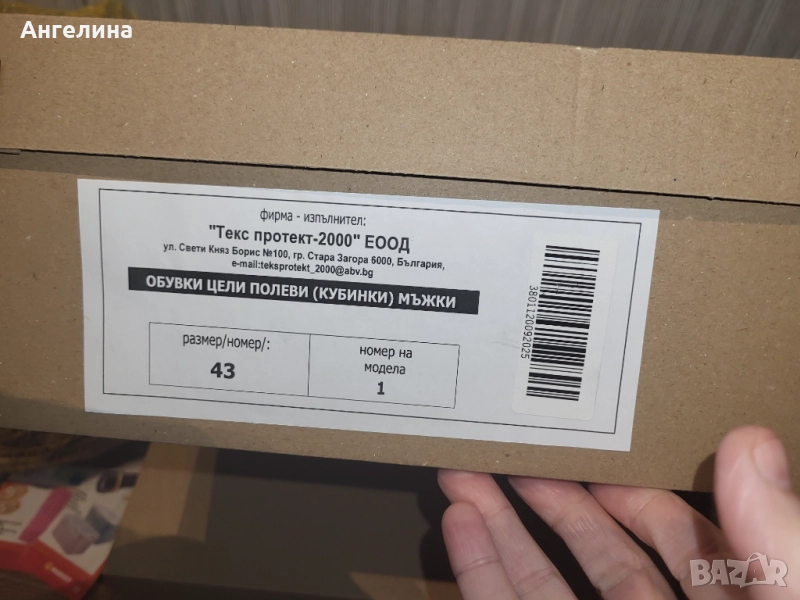 Ангелина
фирма - изпълнител:
"Текс протект-2000" ЕООД
ул. Свети Княз Борис №100, гр. Стара Загора 6000, България,
e-mail:teksprotekt_2000@abv.bg
ОБУВКИ ЦЕЛИ ПОЛЕВИ (КУБИНКИ) МЪЖКИ
размер/номер/:
43
номер на
модела
1
3801120092025
BAZAR